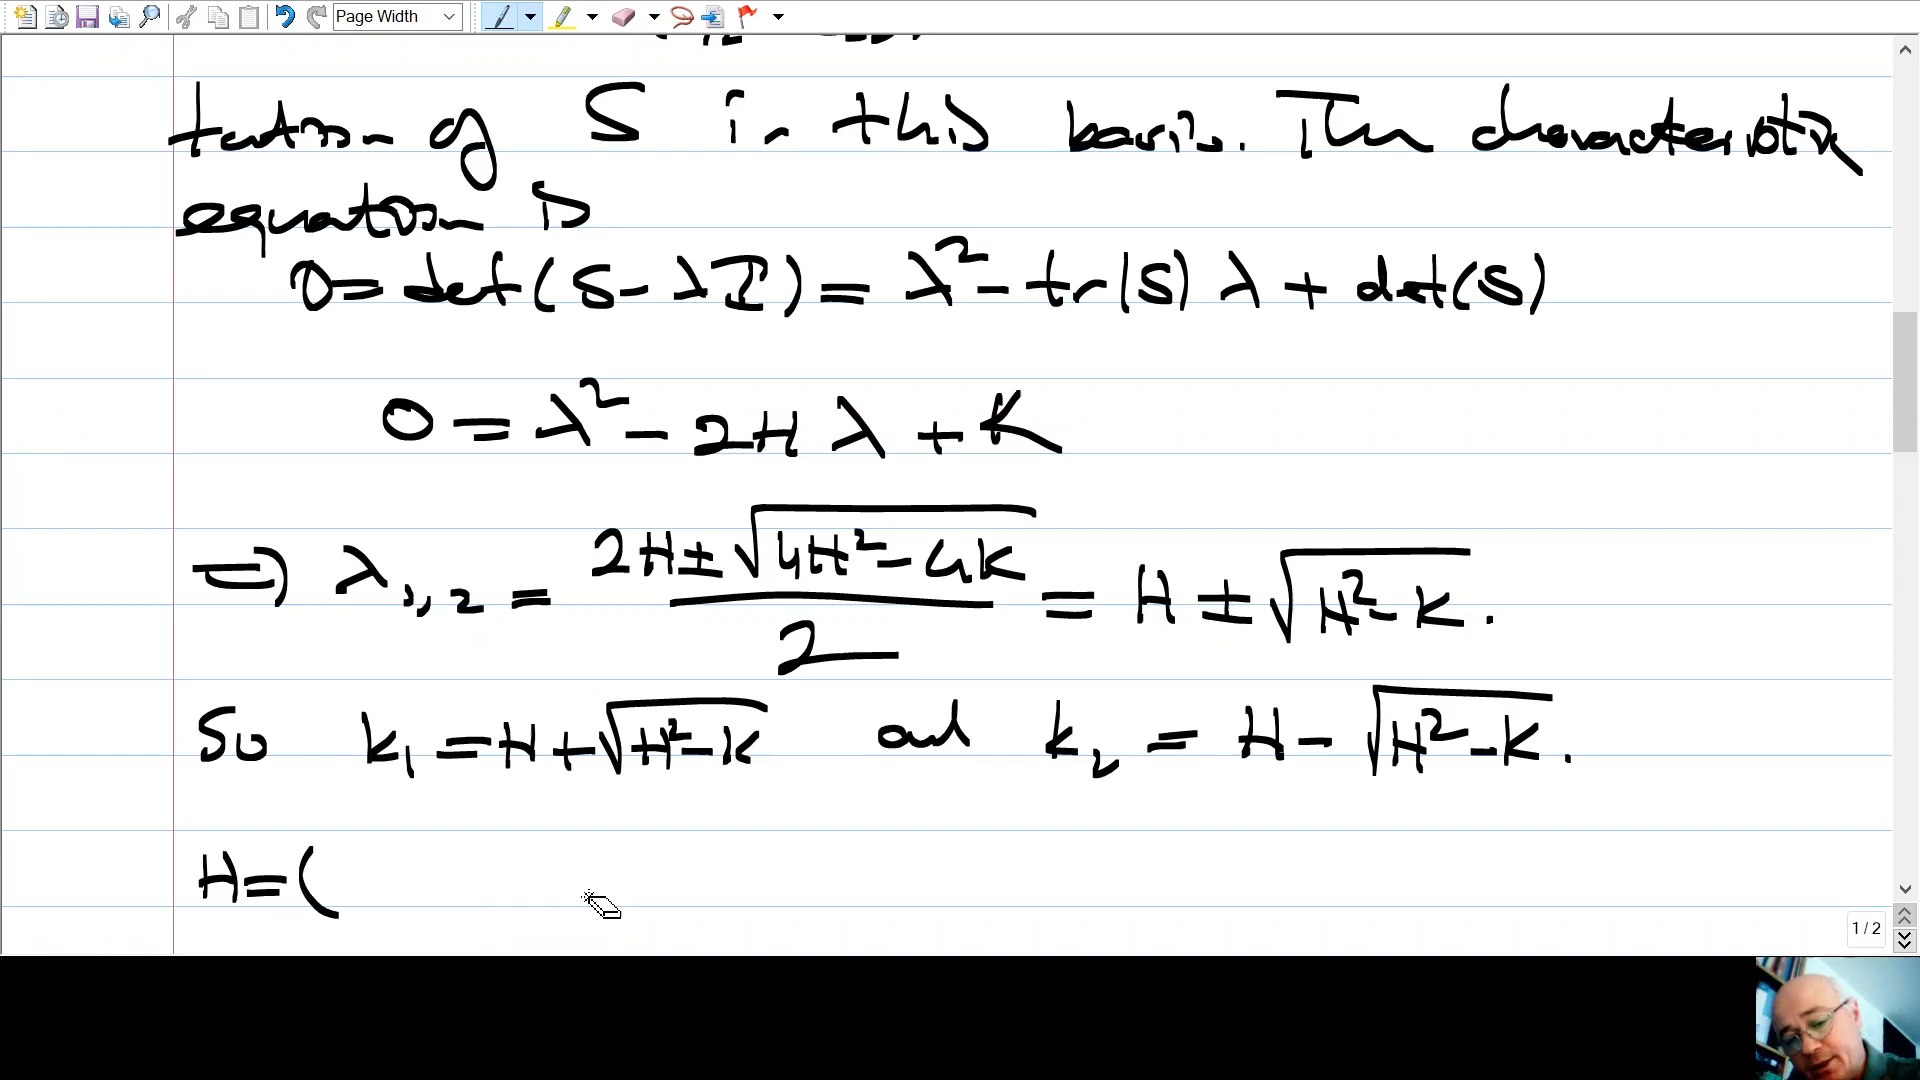 Page Width
tation of S in this basis. The characteristic
equation is
0 = det(S - λI) = λ² - tr(S) λ + det(S)
0 = λ² - 2H λ + K
⇒ λ₁,₂ = (2H ± √(4H² - 4K)) / 2 = H ± √(H² - K).
So k₁ = H + √(H² - K) and k₂ = H - √(H² - K).
H = (
1 / 2